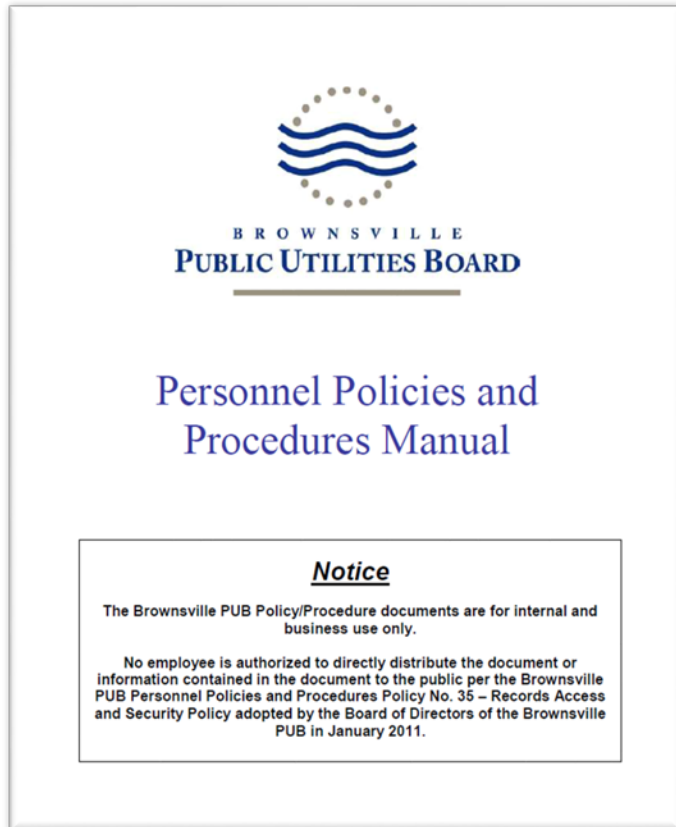 BROWNSVILLE
PUBLIC UTILITIES BOARD
Personnel Policies and
Procedures Manual
Notice
The Brownsville PUB Policy/Procedure documents are for internal and
business use only.
No employee is authorized to directly distribute the document or
information contained in the document to the public per the Brownsville
PUB Personnel Policies and Procedures Policy No. 35 – Records Access
and Security Policy adopted by the Board of Directors of the Brownsville
PUB in January 2011.